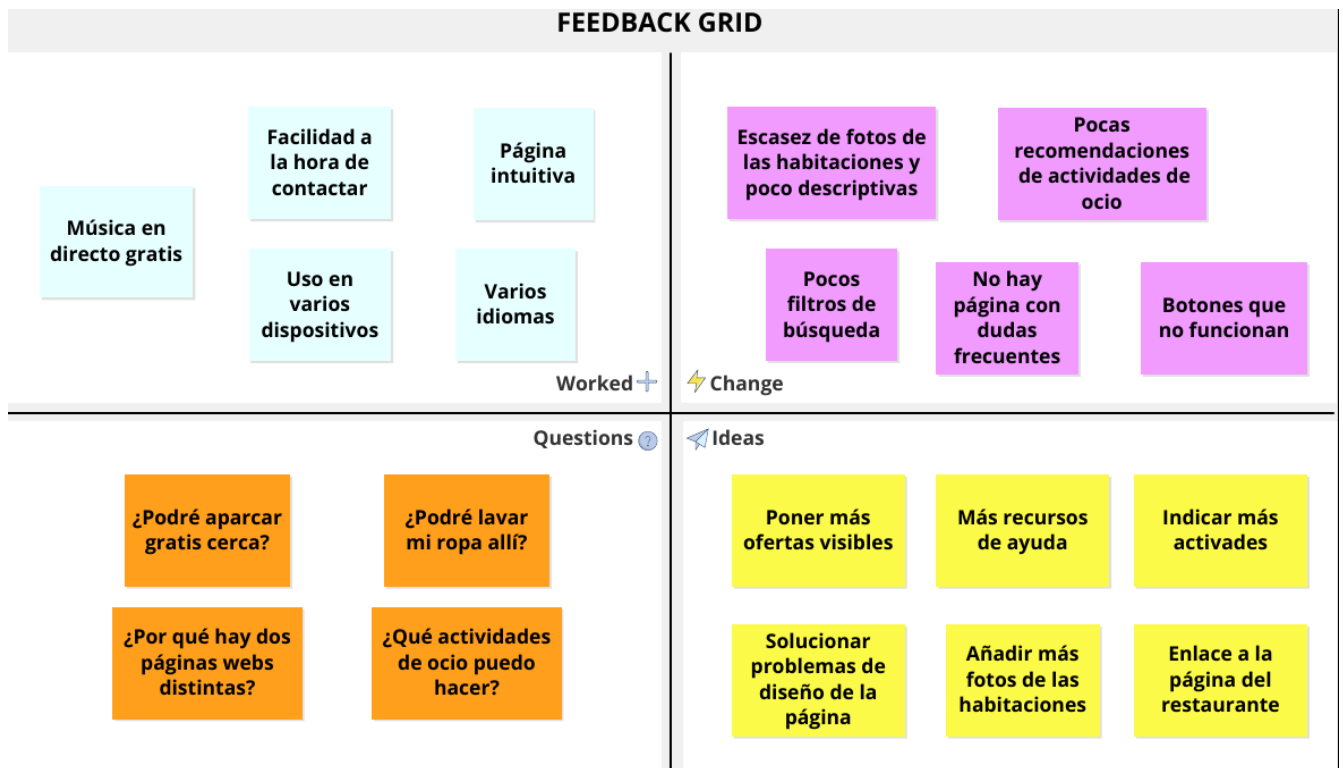 FEEDBACK GRID
Música en
directo gratis
Facilidad a
la hora de
contactar
Página
intuitiva
Uso en
varios
dispositivos
Varios
idiomas
Worked
Escasez de fotos de
las habitaciones y
poco descriptivas
Pocas
recomendaciones
de actividades de
ocio
Pocos
filtros de
búsqueda
No hay
página con
dudas
frecuentes
Botones que
no funcionan
Change
Questions
¿Podré aparcar
gratis cerca?
¿Podré lavar
mi ropa allí?
¿Por qué hay dos
páginas webs
distintas?
¿Qué actividades
de ocio puedo
hacer?
Ideas
Poner más
ofertas visibles
Más recursos
de ayuda
Indicar más
activades
Solucionar
problemas de
diseño de la
página
Añadir más
fotos de las
habitaciones
Enlace a la
página del
restaurante